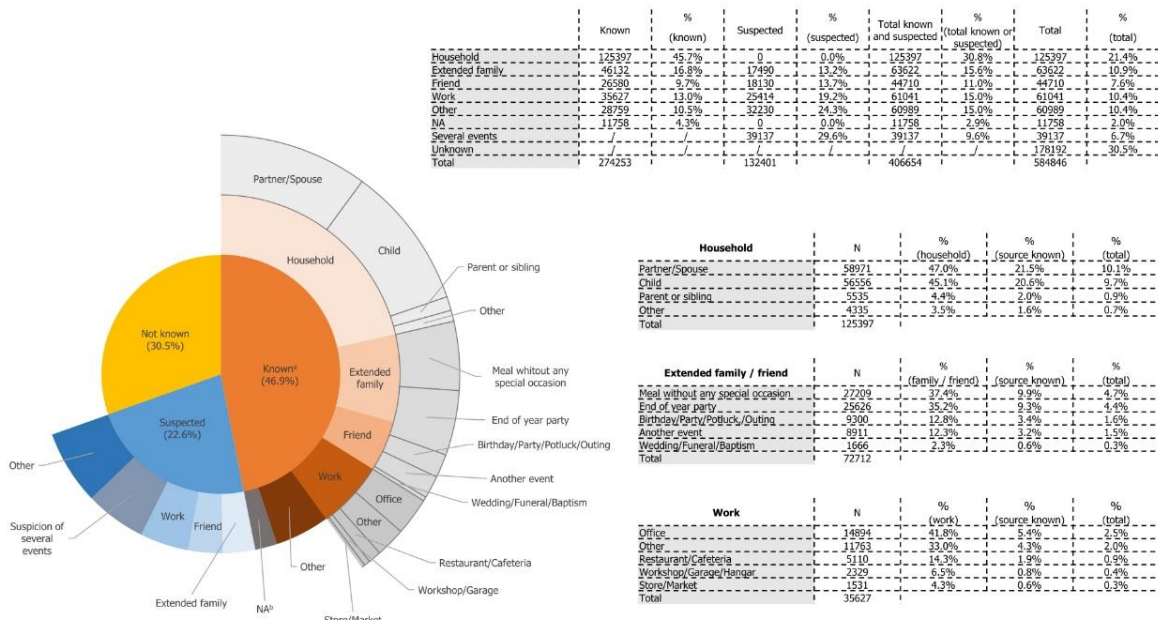 Known % (known) Suspected % (suspected) Total known and suspected % (total known or suspected) Total % (total)
Household 125397 45.7% 0 0.0% 125397 30.8% 125397 21.4%
Extended family 46132 16.8% 17490 13.2% 63622 15.6% 63622 10.9%
Friend 26580 9.7% 18130 13.7% 44710 11.0% 44710 7.6%
Work 35627 13.0% 25414 19.2% 61041 15.0% 61041 10.4%
Other 28759 10.5% 32230 24.3% 60989 15.0% 60989 10.4%
NA 11758 4.3% 0 0.0% 11758 2.9% 11758 2.0%
Several events / / 39137 29.6% 39137 9.6% 39137 6.7%
Unknown / / / / / / 178192 30.5%
Total 274253 132401 406654 584846
Partner/Spouse
Child
Household
Parent or sibling
Other
Not known
(30.5%)
Knownᵃ
(46.9%)
Extended
family
Meal whitout any
special occasion
End of year party
Suspected
(22.6%)
Friend
Birthday/Party/Potluck/Outing
Another event
Wedding/Funeral/Baptism
Work
Office
Other
Restaurant/Cafeteria
Workshop/Garage
Store/Market
Other
Suspicion of
several
events
Work
Friend
Extended family
NAᵇ
Other
Household N % (household) % (source known) % (total)
Partner/Spouse 58971 47.0% 21.5% 10.1%
Child 56556 45.1% 20.6% 9.7%
Parent or sibling 5535 4.4% 2.0% 0.9%
Other 4335 3.5% 1.6% 0.7%
Total 125397
Extended family / friend N % (family / friend) % (source known) % (total)
Meal without any special occasion 27209 37.4% 9.9% 4.7%
End of year party 25626 35.2% 9.3% 4.4%
Birthday/Party/Potluck,/Outing 9300 12.8% 3.4% 1.6%
Another event 8911 12.3% 3.2% 1.5%
Wedding/Funeral/Baptism 1666 2.3% 0.6% 0.3%
Total 72712
Work N % (work) % (source known) % (total)
Office 14894 41.8% 5.4% 2.5%
Other 11763 33.0% 4.3% 2.0%
Restaurant/Cafeteria 5110 14.3% 1.9% 0.9%
Workshop/Garage/Hangar 2329 6.5% 0.8% 0.4%
Store/Market 1531 4.3% 0.6% 0.3%
Total 35627